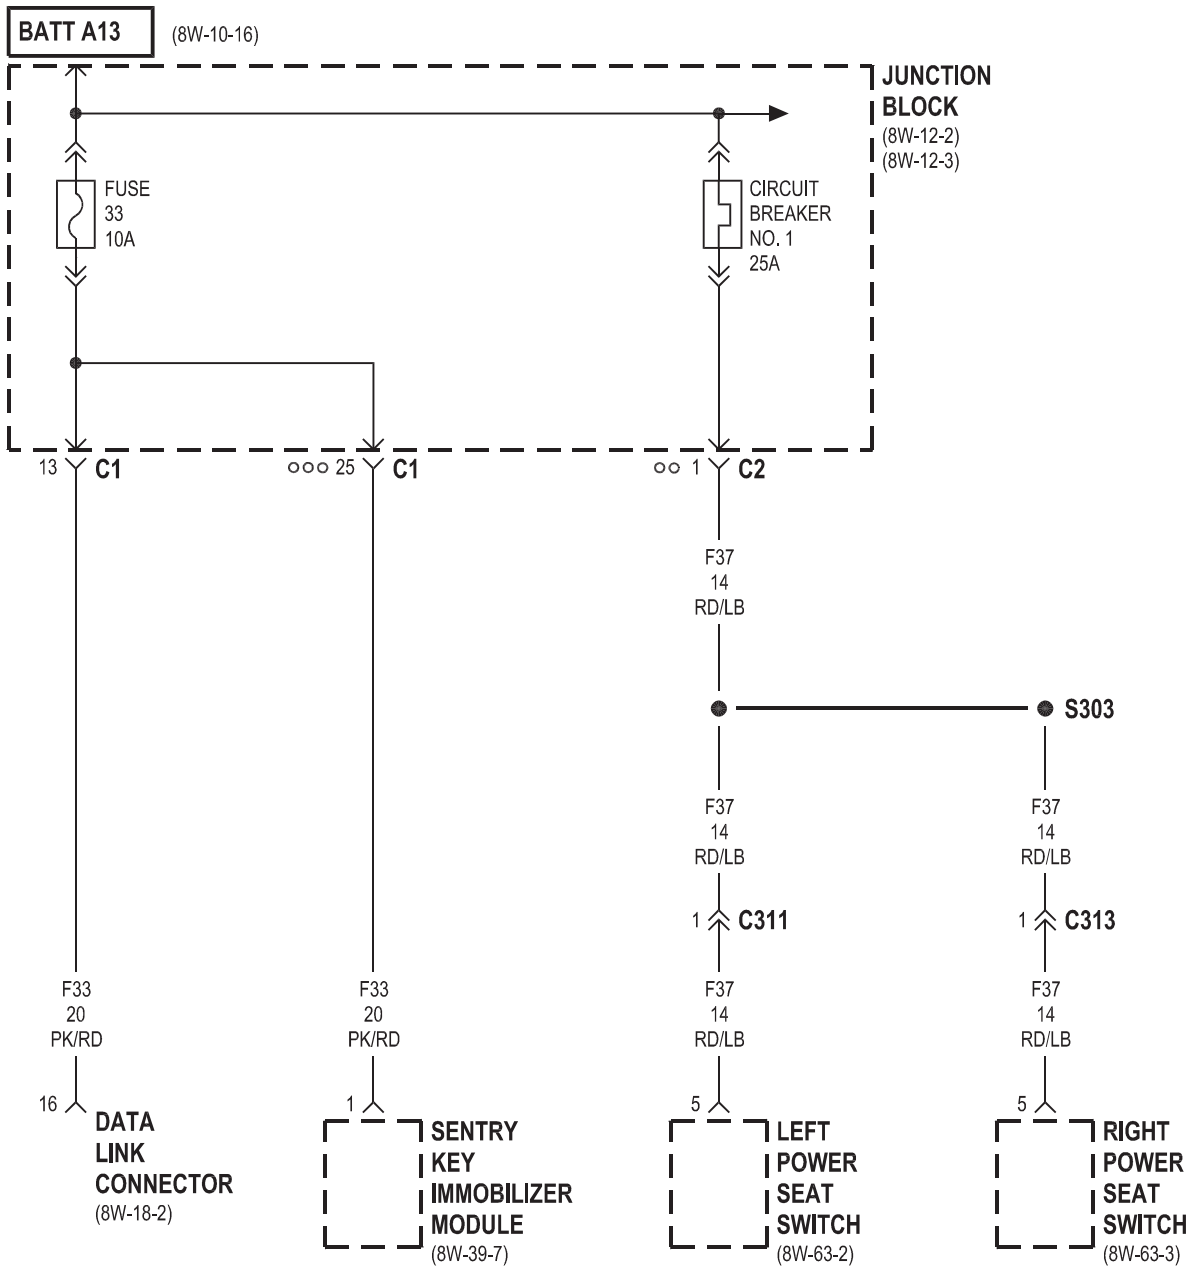 BATT A13 (8W-10-16)
JUNCTION
BLOCK
(8W-12-2)
(8W-12-3)
FUSE
33
10A
CIRCUIT
BREAKER
NO. 1
25A
13 C1
25 C1
1 C2
F37
14
RD/LB
S303
F37
14
RD/LB
F37
14
RD/LB
1 C311
1 C313
F33
20
PK/RD
F33
20
PK/RD
F37
14
RD/LB
F37
14
RD/LB
16
DATA
LINK
CONNECTOR
(8W-18-2)
1
SENTRY
KEY
IMMOBILIZER
MODULE
(8W-39-7)
5
LEFT
POWER
SEAT
SWITCH
(8W-63-2)
5
RIGHT
POWER
SEAT
SWITCH
(8W-63-3)